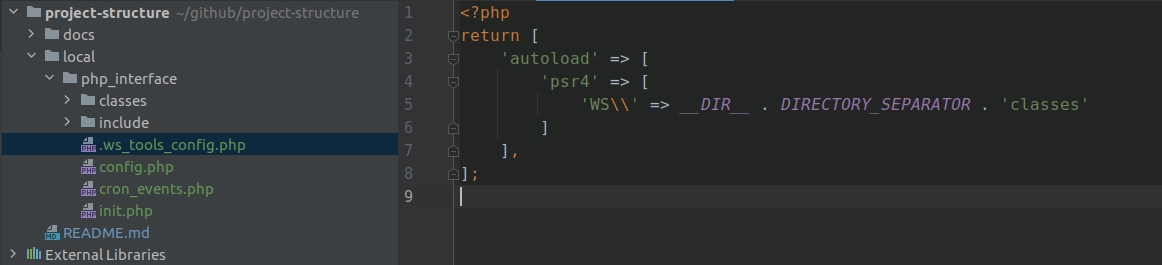 project-structure ~/github/project-structure
docs
local
php_interface
classes
include
.ws_tools_config.php
config.php
cron_events.php
init.php
README.md
External Libraries
1 <?php
2 return [
3 'autoload' => [
4 'psr4' => [
5 'WS\\' => __DIR__ . DIRECTORY_SEPARATOR . 'classes'
6 ]
7 ],
8 ];
9